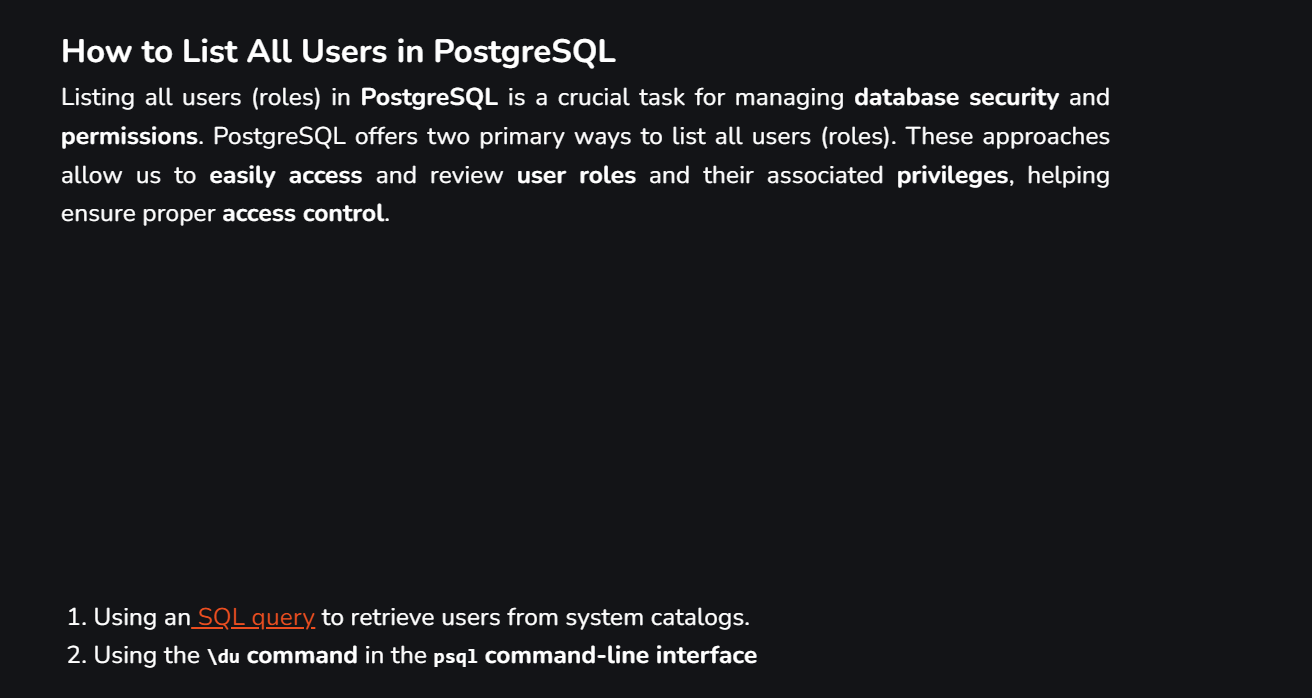 How to List All Users in PostgreSQL
Listing all users (roles) in PostgreSQL is a crucial task for managing database security and
permissions. PostgreSQL offers two primary ways to list all users (roles). These approaches
allow us to easily access and review user roles and their associated privileges, helping
ensure proper access control.
1. Using an SQL query to retrieve users from system catalogs.
2. Using the \du command in the psql command-line interface